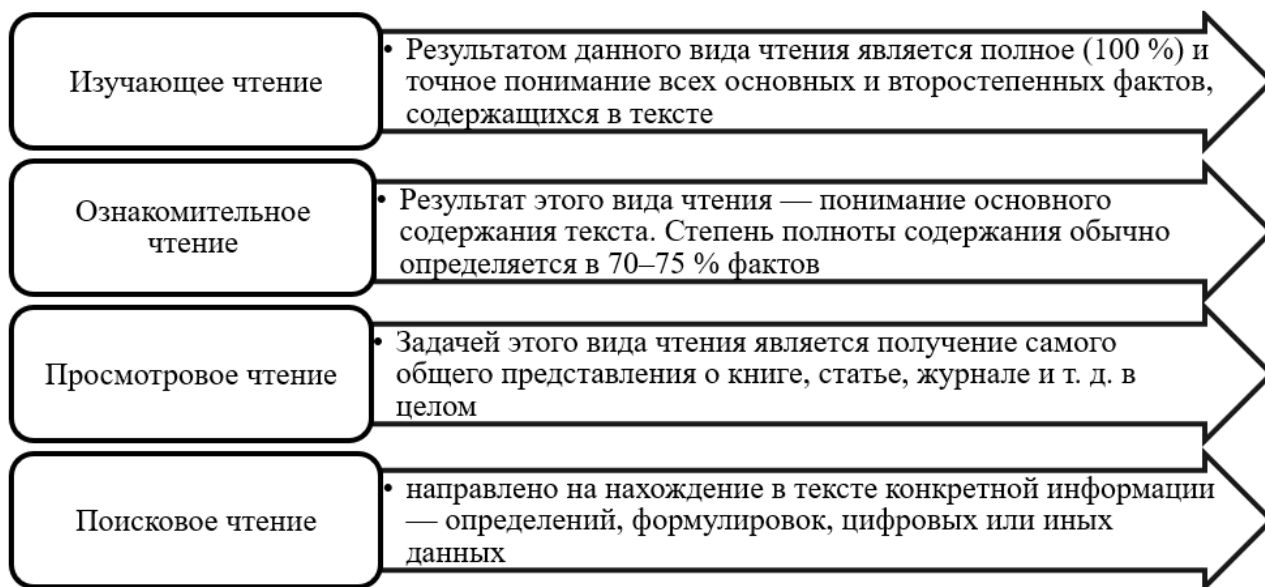 Изучающее чтение
• Результатом данного вида чтения является полное (100 %) и
точное понимание всех основных и второстепенных фактов,
содержащихся в тексте
Ознакомительное
чтение
• Результат этого вида чтения — понимание основного
содержания текста. Степень полноты содержания обычно
определяется в 70–75 % фактов
Просмотровое чтение
• Задачей этого вида чтения является получение самого
общего представления о книге, статье, журнале и т. д. в
целом
Поисковое чтение
• направлено на нахождение в тексте конкретной информации
— определений, формулировок, цифровых или иных
данных